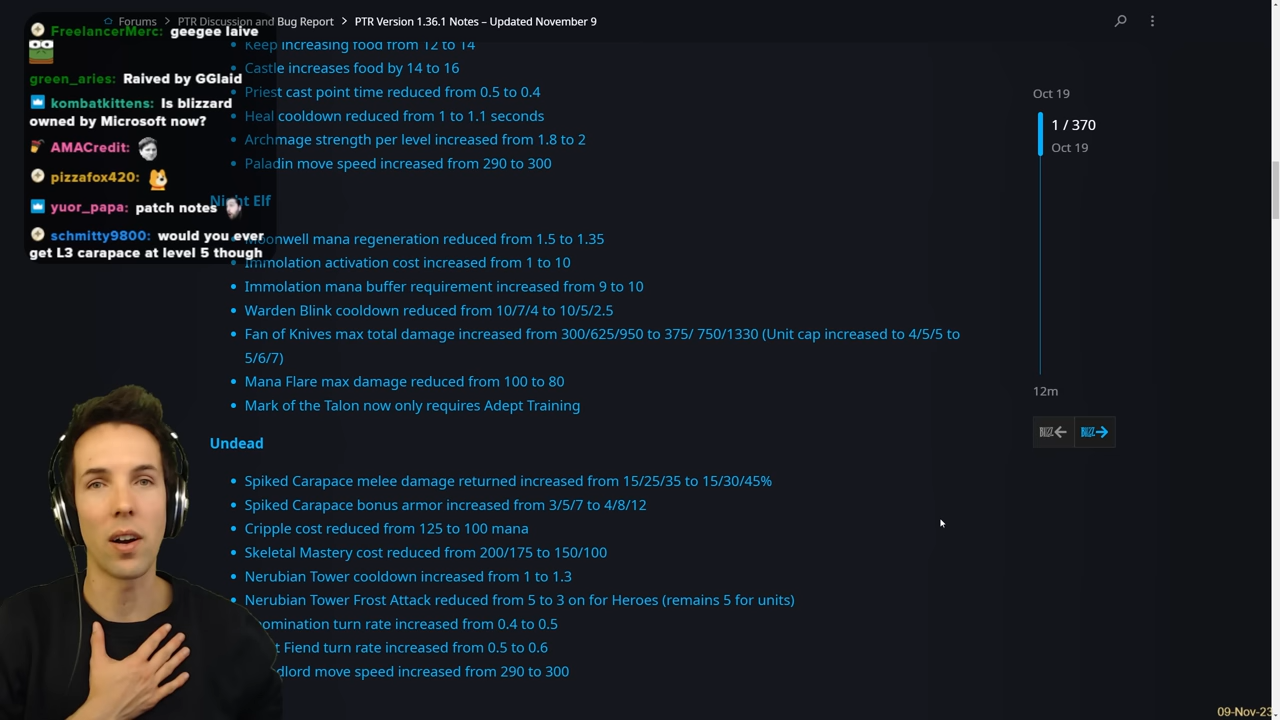 Forums > PTR Discussion and Bug Report > PTR Version 1.36.1 Notes – Updated November 9
FreelancerMerc: geegee laive
green_aries: Raived by GGlaid
kombatkittens: Is blizzard
owned by Microsoft now?
AMACredit:
pizzafox420:
yuor_papa: patch notes
schmitty9800: would you ever
get L3 carapace at level 5 though
Keep increasing food from 12 to 14
Castle increases food by 14 to 16
Priest cast point time reduced from 0.5 to 0.4
Heal cooldown reduced from 1 to 1.1 seconds
Archmage strength per level increased from 1.8 to 2
Paladin move speed increased from 290 to 300
Night Elf
Moonwell mana regeneration reduced from 1.5 to 1.35
Immolation activation cost increased from 1 to 10
Immolation mana buffer requirement increased from 9 to 10
Warden Blink cooldown reduced from 10/7/4 to 10/5/2.5
Fan of Knives max total damage increased from 300/625/950 to 375/ 750/1330 (Unit cap increased to 4/5/5 to
5/6/7)
Mana Flare max damage reduced from 100 to 80
Mark of the Talon now only requires Adept Training
Undead
Spiked Carapace melee damage returned increased from 15/25/35 to 15/30/45%
Spiked Carapace bonus armor increased from 3/5/7 to 4/8/12
Cripple cost reduced from 125 to 100 mana
Skeletal Mastery cost reduced from 200/175 to 150/100
Nerubian Tower cooldown increased from 1 to 1.3
Nerubian Tower Frost Attack reduced from 5 to 3 on for Heroes (remains 5 for units)
omination turn rate increased from 0.4 to 0.5
t Fiend turn rate increased from 0.5 to 0.6
dlord move speed increased from 290 to 300
Oct 19
1 / 370
Oct 19
12m
BLIZZ BLIZZ
09-Nov-23